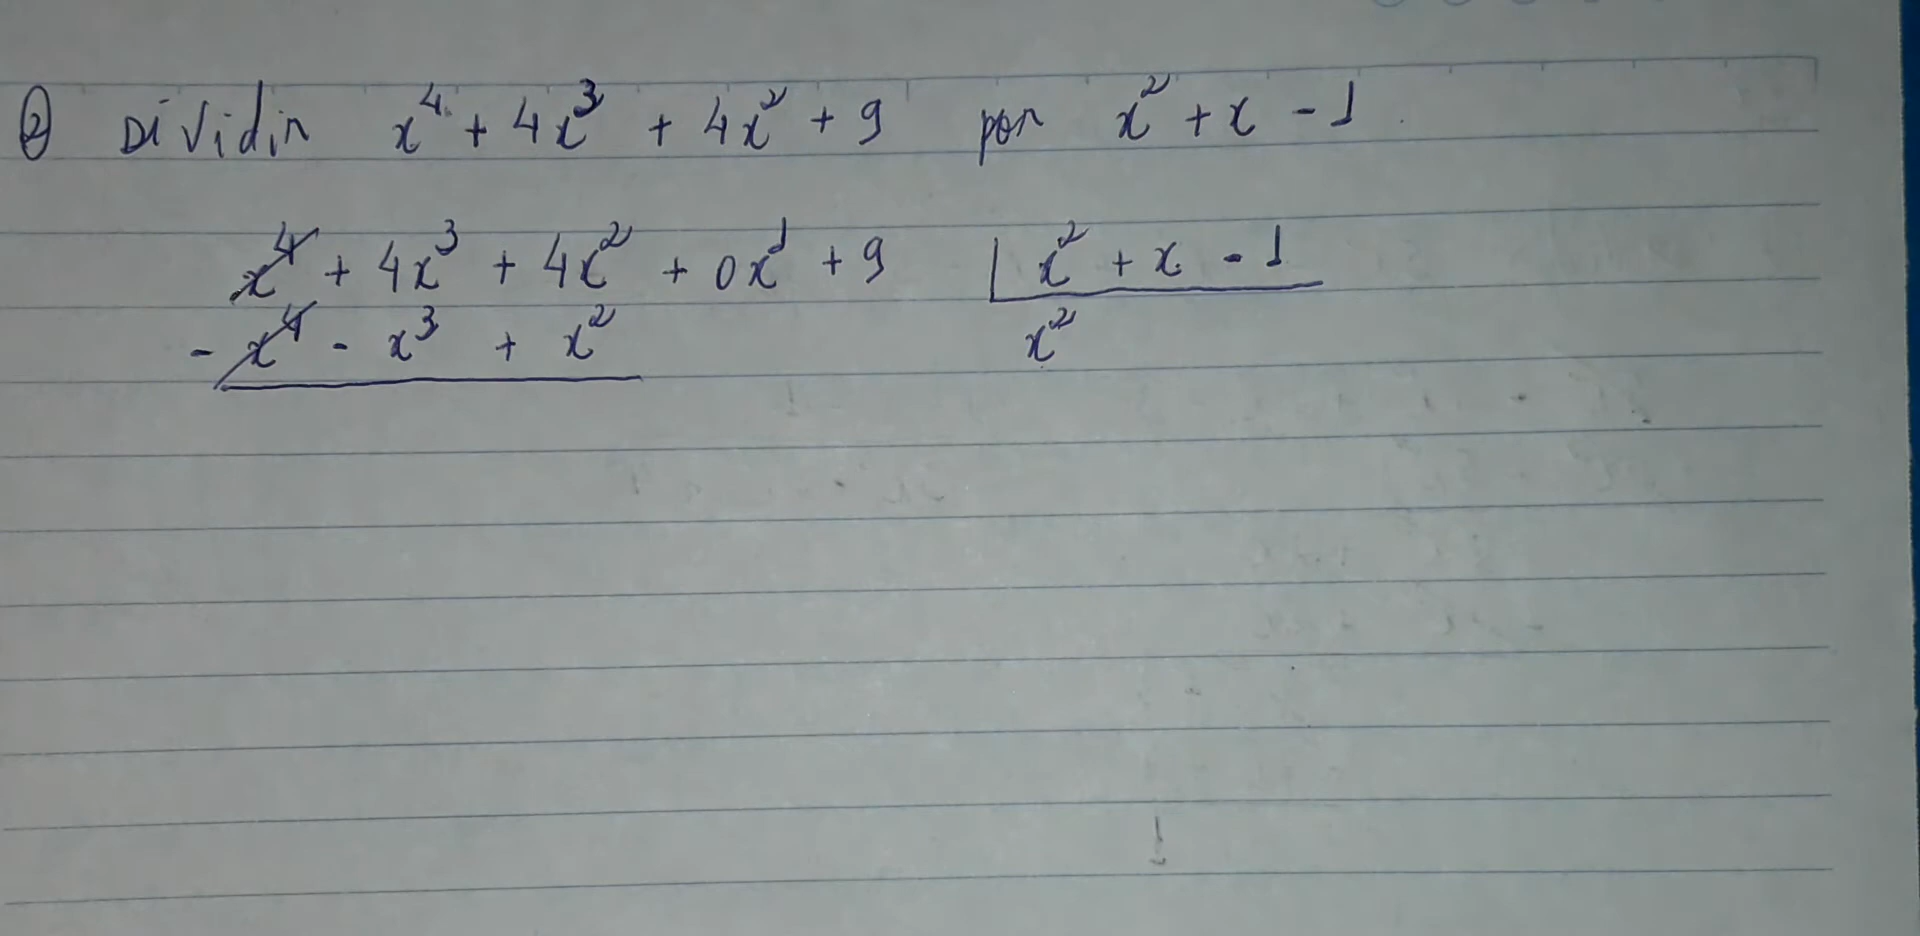 ② Dividir x⁴ + 4x³ + 4x² + 9 por x² + x - 1.
x⁴ + 4x³ + 4x² + 0x¹ + 9 | x² + x - 1
- x⁴ - x³ + x² x²